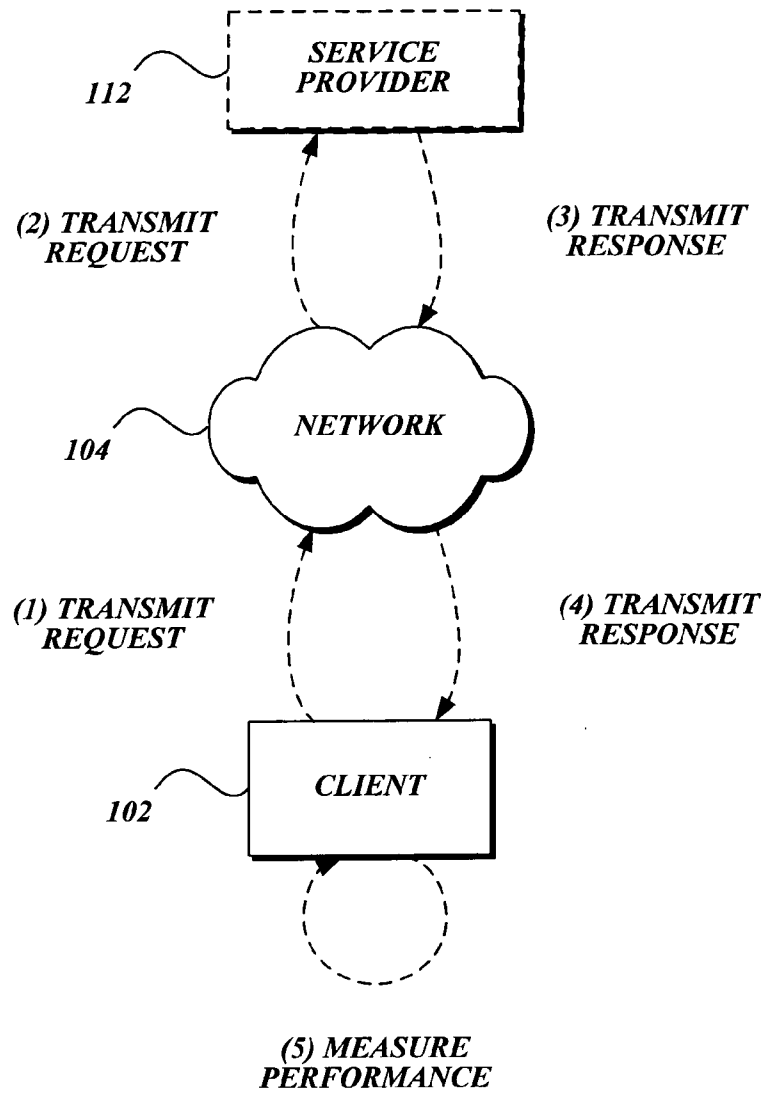 SERVICE
PROVIDER
112
(2) TRANSMIT
REQUEST
(3) TRANSMIT
RESPONSE
NETWORK
104
(1) TRANSMIT
REQUEST
(4) TRANSMIT
RESPONSE
CLIENT
102
(5) MEASURE
PERFORMANCE